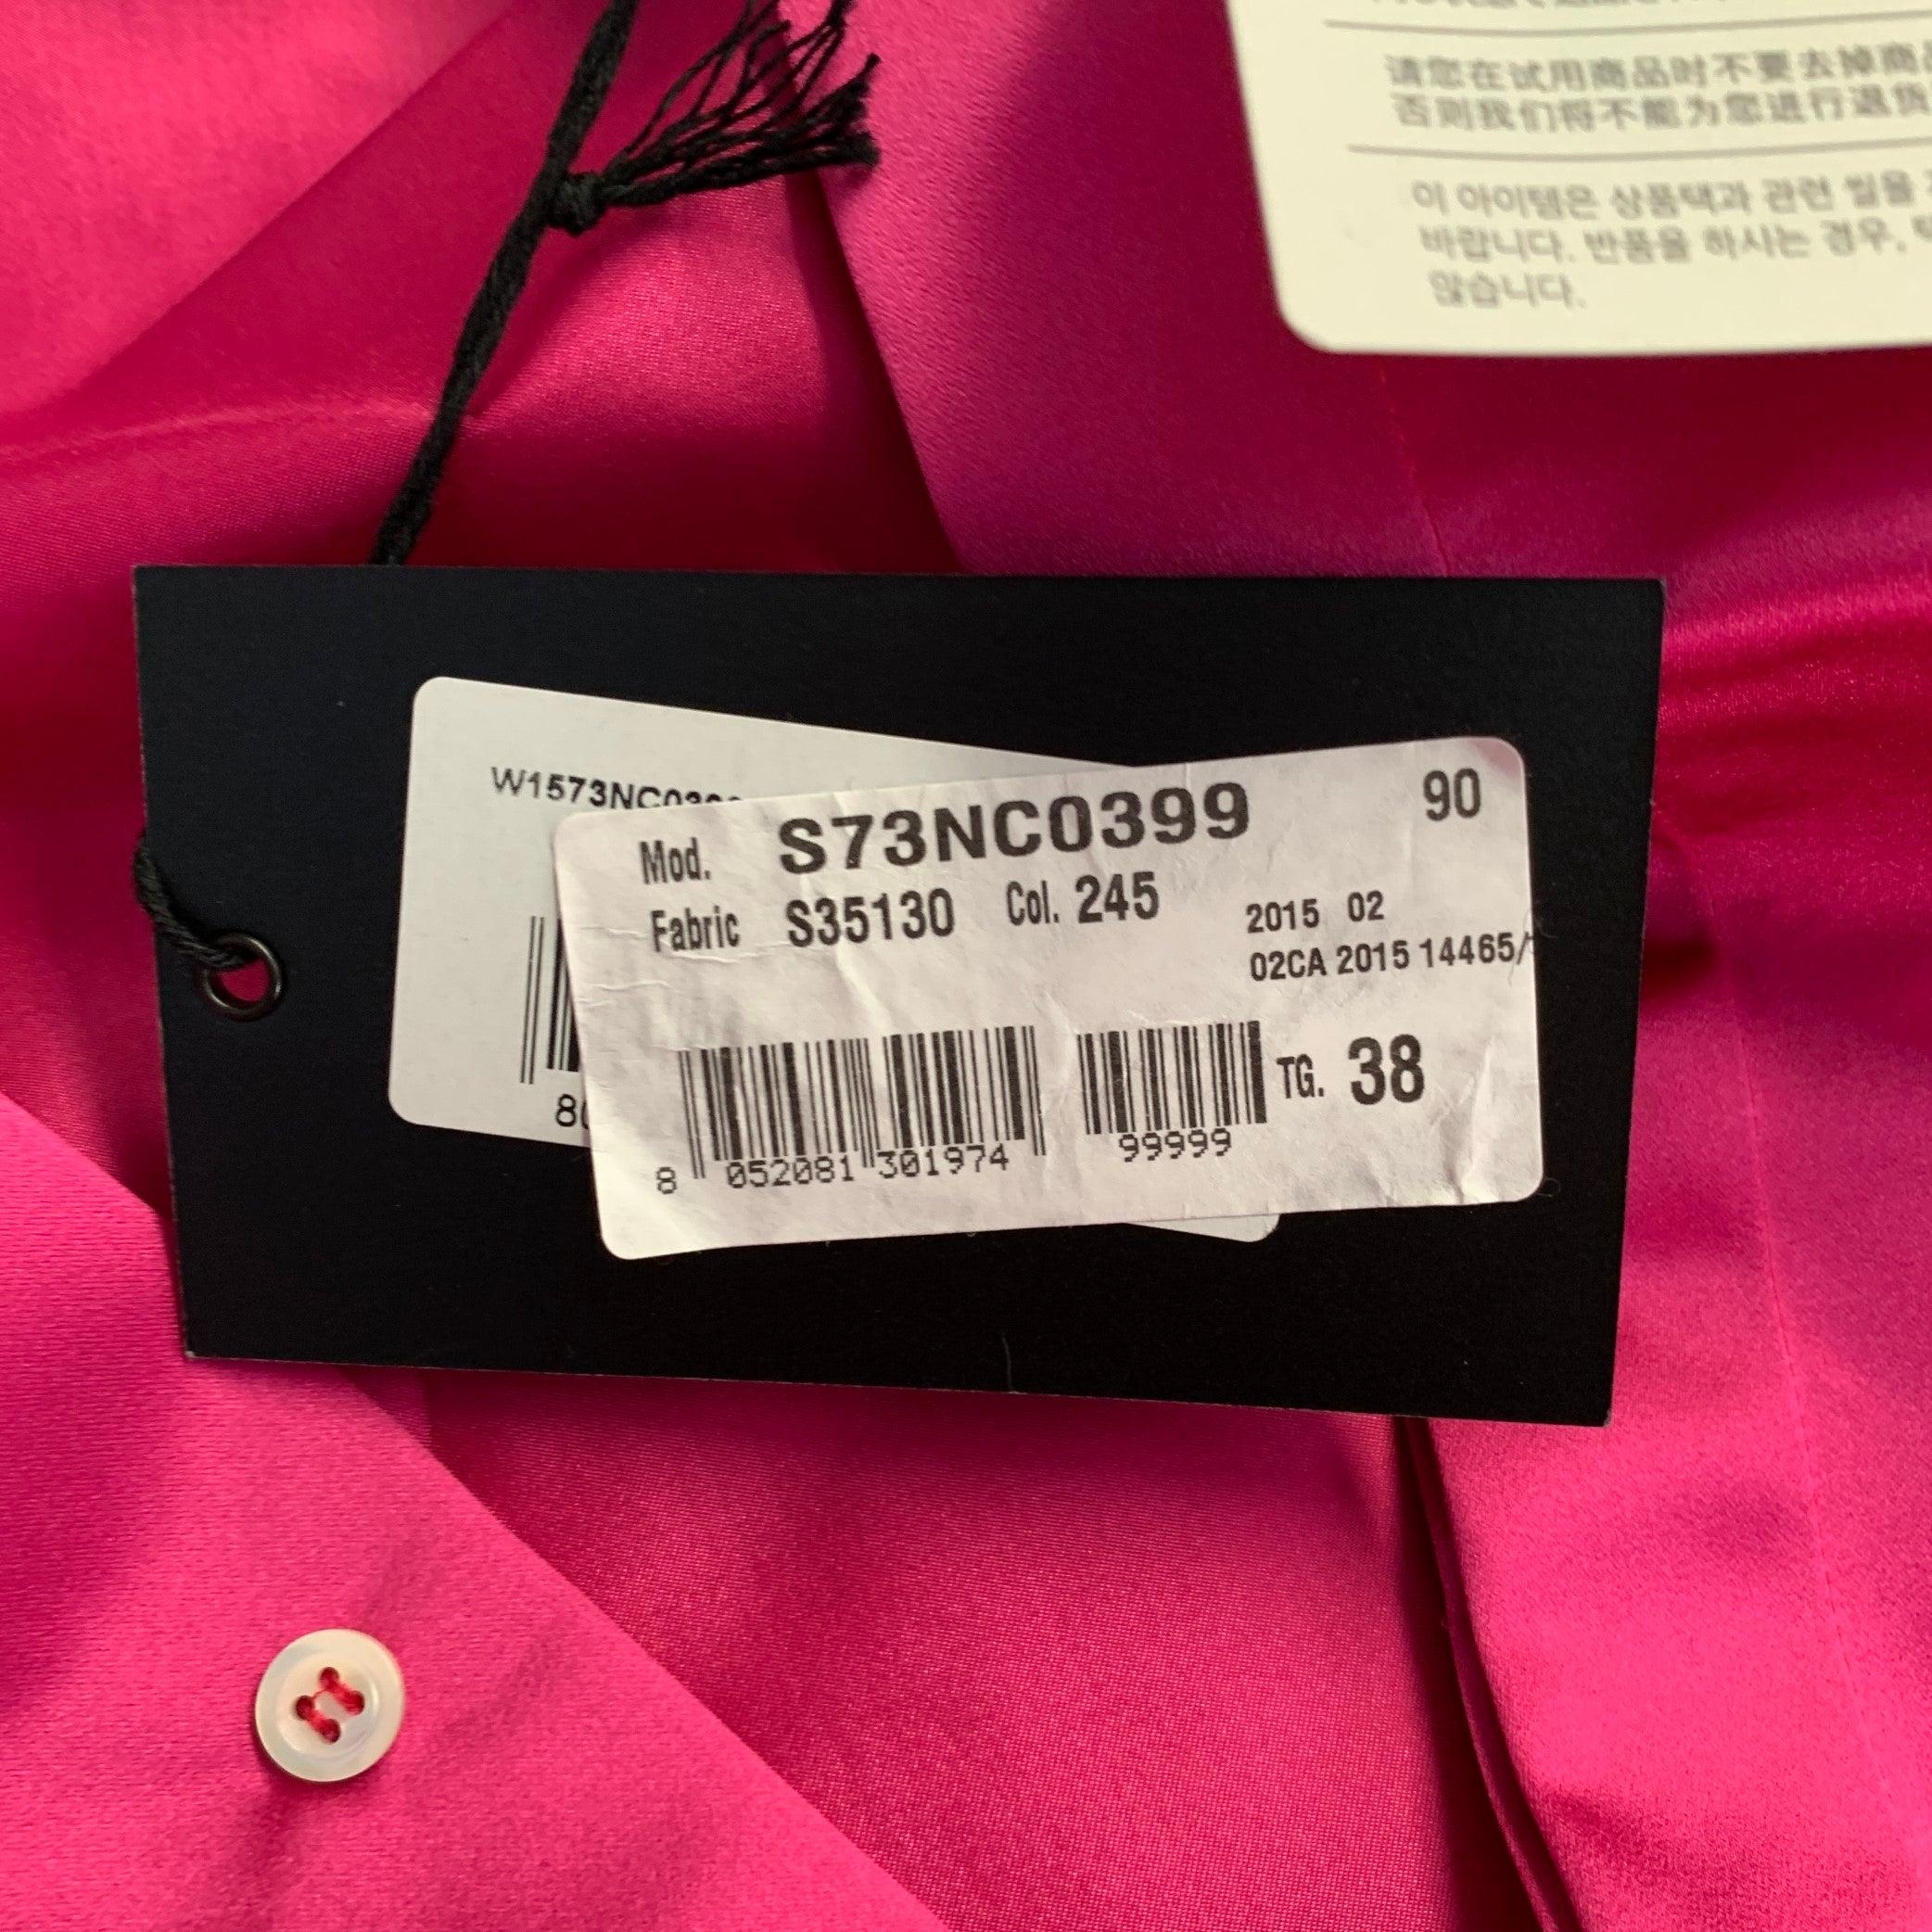 请您在试用商品时不要去掉商
否则我们将不能为您进行退货
이 아이템은 상품택과 관련 씰을
바랍니다. 반품을 하시는 경우,
않습니다.
W1573NC0399
Mod. S73NC0399 90
Fabric S35130 Col. 245
2015 02
02CA 2015 14465/
TG. 38
80
8 052081 301974 99999